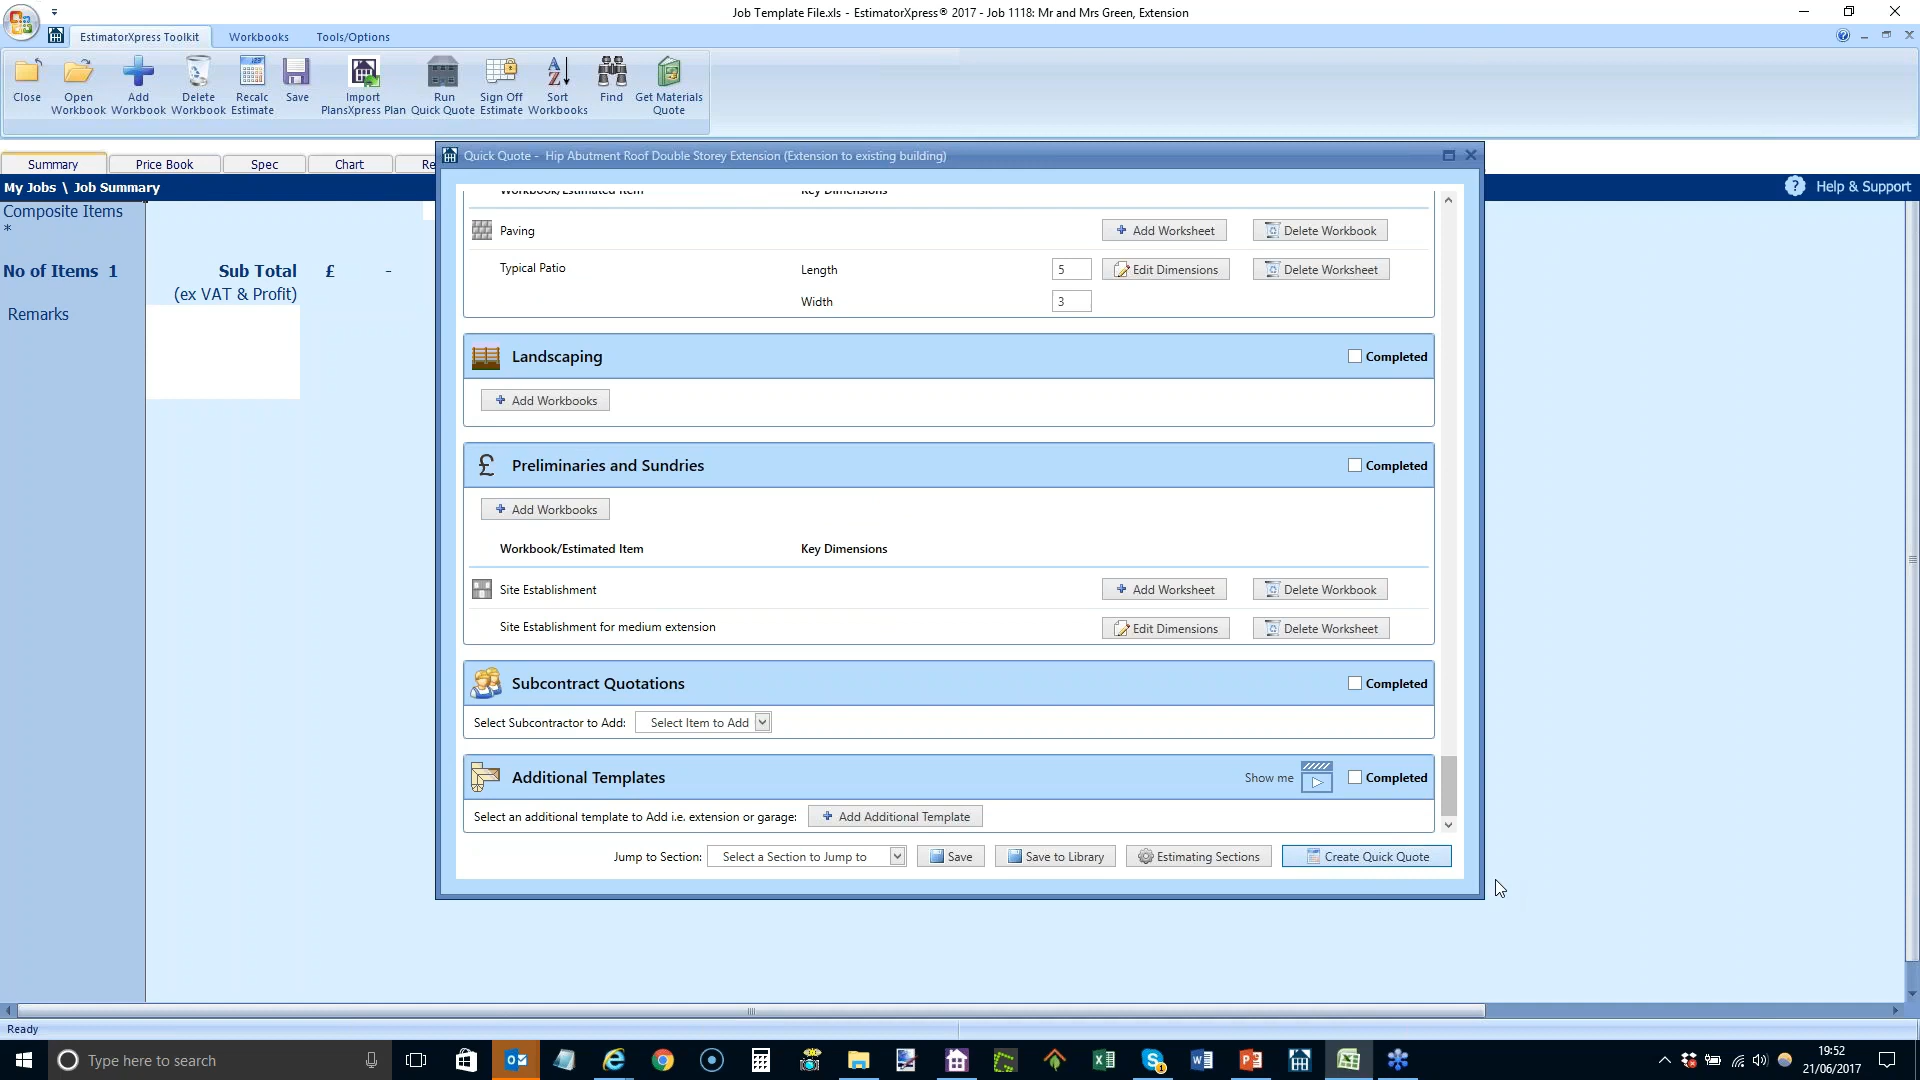 Job Template File.xls - EstimatorXpress® 2017 - Job 1118: Mr and Mrs Green, Extension
EstimatorXpress Toolkit
Workbooks
Tools/Options
Close
Open Workbook
Add Workbook
Delete Workbook
Recalc Estimate
Save
Import PlansXpress Plan
Run Quick Quote
Sign Off Estimate
Sort Workbooks
Find
Get Materials Quote
Summary
Price Book
Spec
Chart
Re
My Jobs \ Job Summary
Help & Support
Composite Items
*
No of Items 1
Sub Total £ -
(ex VAT & Profit)
Remarks
Quick Quote - Hip Abutment Roof Double Storey Extension (Extension to existing building)
Workbook/Estimated Item Key Dimensions
Paving
Add Worksheet
Delete Workbook
Typical Patio
Length 5
Edit Dimensions
Delete Worksheet
Width 3
Landscaping
Completed
Add Workbooks
£ Preliminaries and Sundries
Completed
Add Workbooks
Workbook/Estimated Item Key Dimensions
Site Establishment
Add Worksheet
Delete Workbook
Site Establishment for medium extension
Edit Dimensions
Delete Worksheet
Subcontract Quotations
Completed
Select Subcontractor to Add: Select Item to Add
Additional Templates
Show me
Completed
Select an additional template to Add i.e. extension or garage: Add Additional Template
Jump to Section: Select a Section to Jump to
Save
Save to Library
Estimating Sections
Create Quick Quote
Ready
Type here to search
19:52
21/06/2017